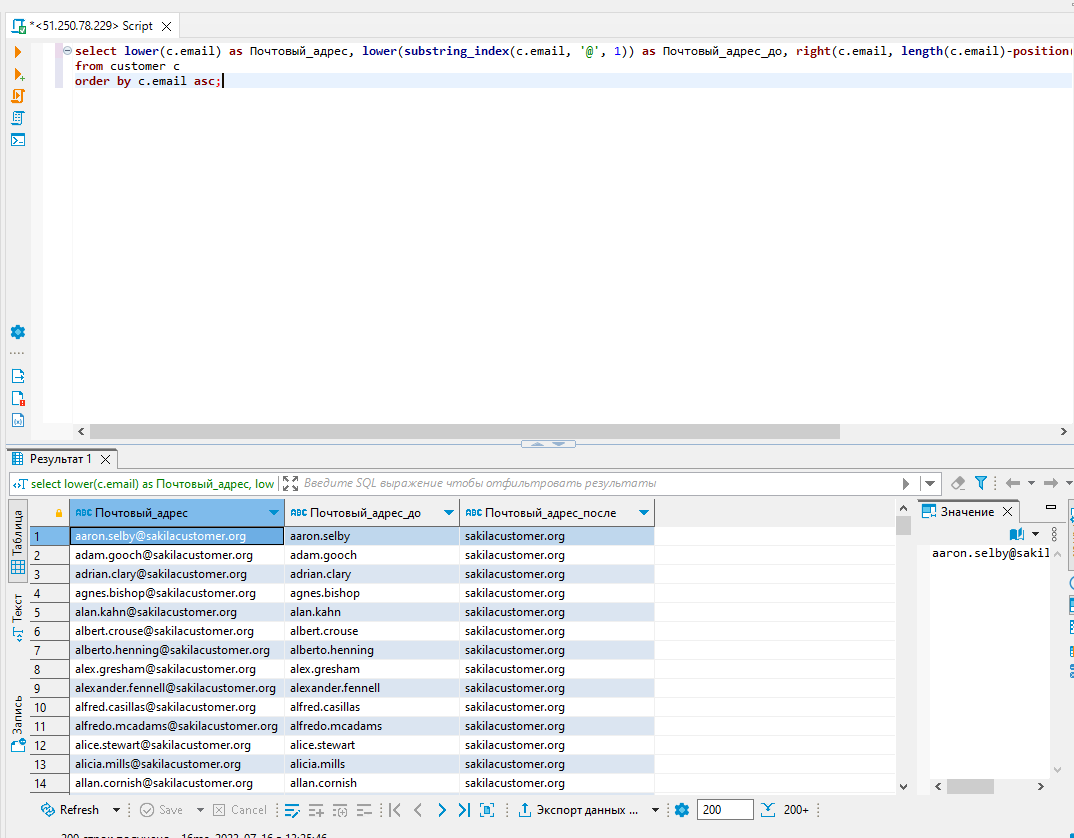 *<51.250.78.229> Script
select lower(c.email) as Почтовый_адрес, lower(substring_index(c.email, '@', 1)) as Почтовый_адрес_до, right(c.email, length(c.email)-position(
from customer c
order by c.email asc;
Результат 1
select lower(c.email) as Почтовый_адрес, low Введите SQL выражение чтобы отфильтровать результаты
Таблица
Текст
Запись
ABC Почтовый_адрес ABC Почтовый_адрес_до ABC Почтовый_адрес_после
1 aaron.selby@sakilacustomer.org aaron.selby sakilacustomer.org
2 adam.gooch@sakilacustomer.org adam.gooch sakilacustomer.org
3 adrian.clary@sakilacustomer.org adrian.clary sakilacustomer.org
4 agnes.bishop@sakilacustomer.org agnes.bishop sakilacustomer.org
5 alan.kahn@sakilacustomer.org alan.kahn sakilacustomer.org
6 albert.crouse@sakilacustomer.org albert.crouse sakilacustomer.org
7 alberto.henning@sakilacustomer.org alberto.henning sakilacustomer.org
8 alex.gresham@sakilacustomer.org alex.gresham sakilacustomer.org
9 alexander.fennell@sakilacustomer.org alexander.fennell sakilacustomer.org
10 alfred.casillas@sakilacustomer.org alfred.casillas sakilacustomer.org
11 alfredo.mcadams@sakilacustomer.org alfredo.mcadams sakilacustomer.org
12 alice.stewart@sakilacustomer.org alice.stewart sakilacustomer.org
13 alicia.mills@sakilacustomer.org alicia.mills sakilacustomer.org
14 allan.cornish@sakilacustomer.org allan.cornish sakilacustomer.org
Значение
aaron.selby@sakil
Refresh Save Cancel Экспорт данных ... 200 200+